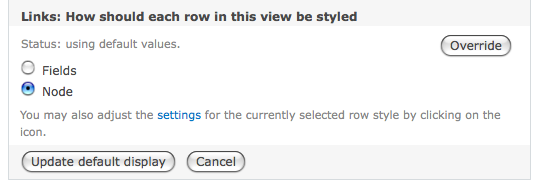 Links: How should each row in this view be styled
Status: using default values.
Override
Fields
Node
You may also adjust the settings for the currently selected row style by clicking on the
icon.
Update default display
Cancel